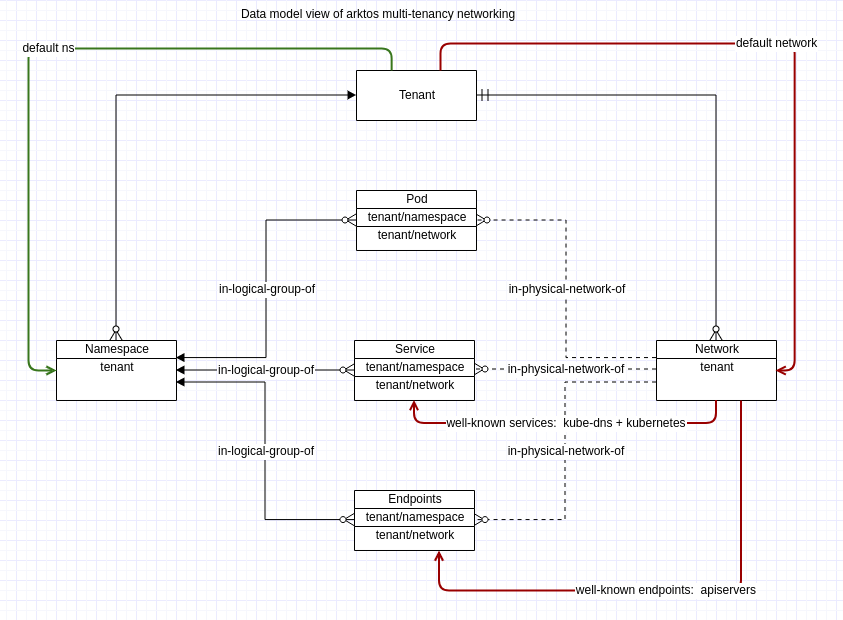 Data model view of arktos multi-tenancy networking
default ns
default network
Tenant
Pod
tenant/namespace
tenant/network
in-logical-group-of
in-physical-network-of
Namespace
tenant
Service
tenant/namespace
tenant/network
Network
tenant
in-logical-group-of
in-physical-network-of
well-known services:  kube-dns + kubernetes
in-logical-group-of
in-physical-network-of
Endpoints
tenant/namespace
tenant/network
well-known endpoints:  apiservers